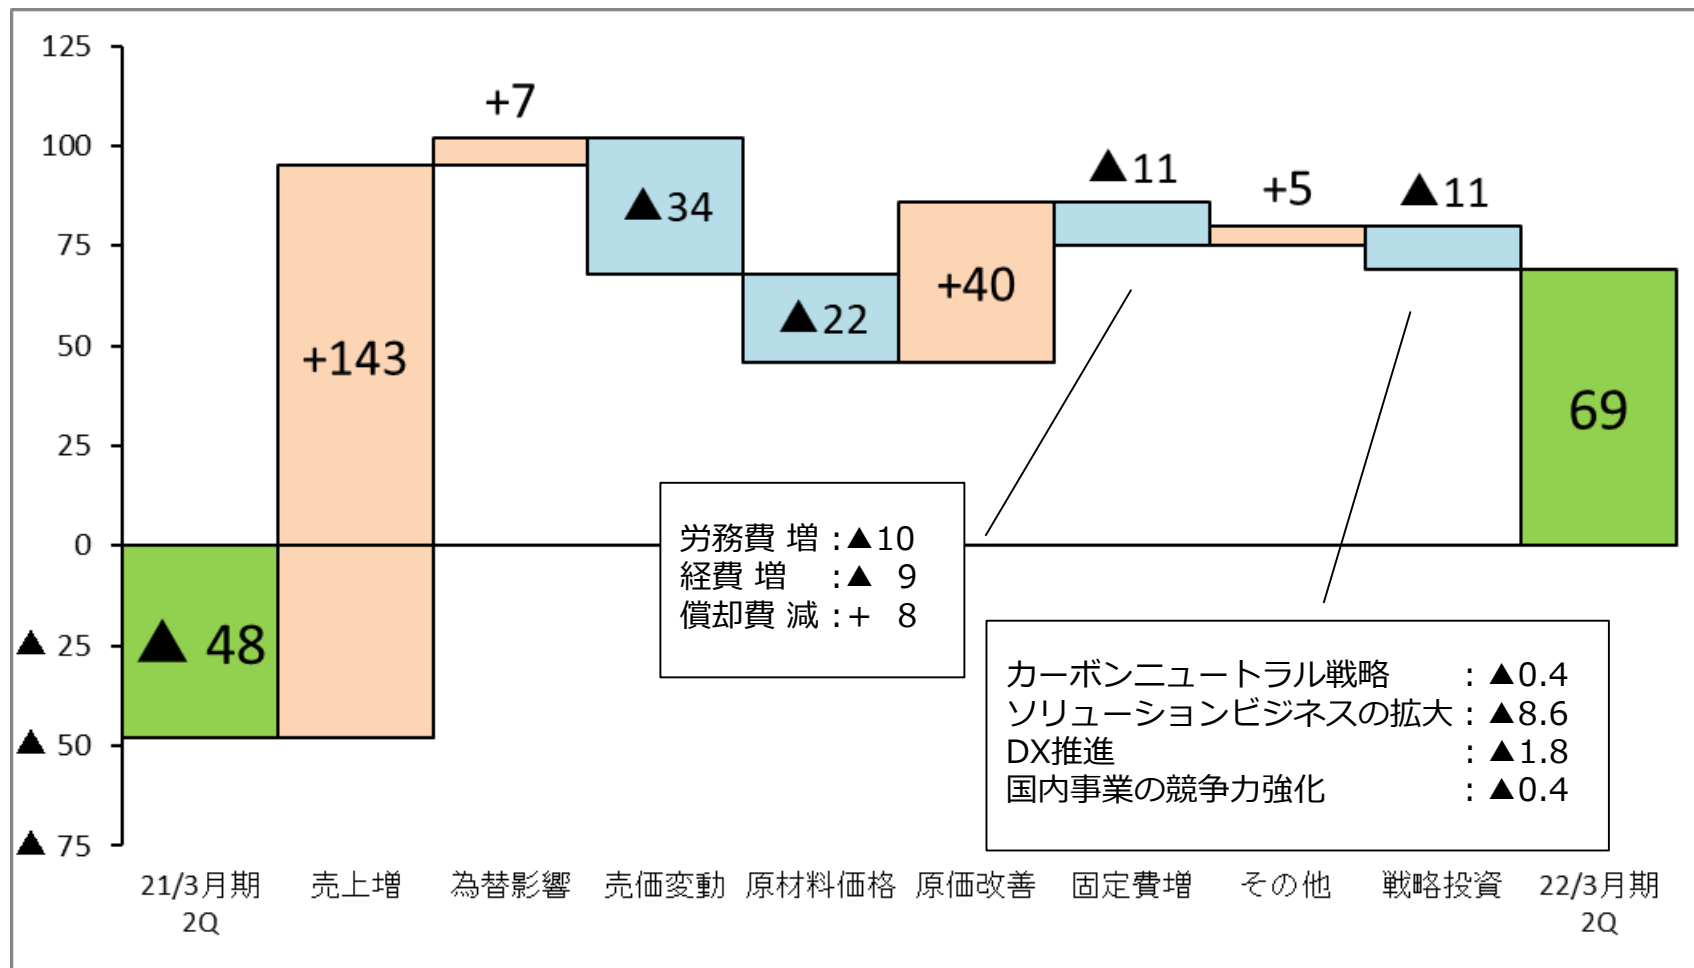 125
100
75
50
25
0
▲ 25
▲ 50
▲ 75
▲ 48
+143
+7
▲34
▲22
+40
▲11
+5
▲11
69
労務費 増 :▲10
経費 増 :▲ 9
償却費 減 :+ 8
カーボンニュートラル戦略 : ▲0.4
ソリューションビジネスの拡大 : ▲8.6
DX推進 : ▲1.8
国内事業の競争力強化 : ▲0.4
21/3月期
2Q
売上増
為替影響
売価変動
原材料価格
原価改善
固定費増
その他
戦略投資
22/3月期
2Q